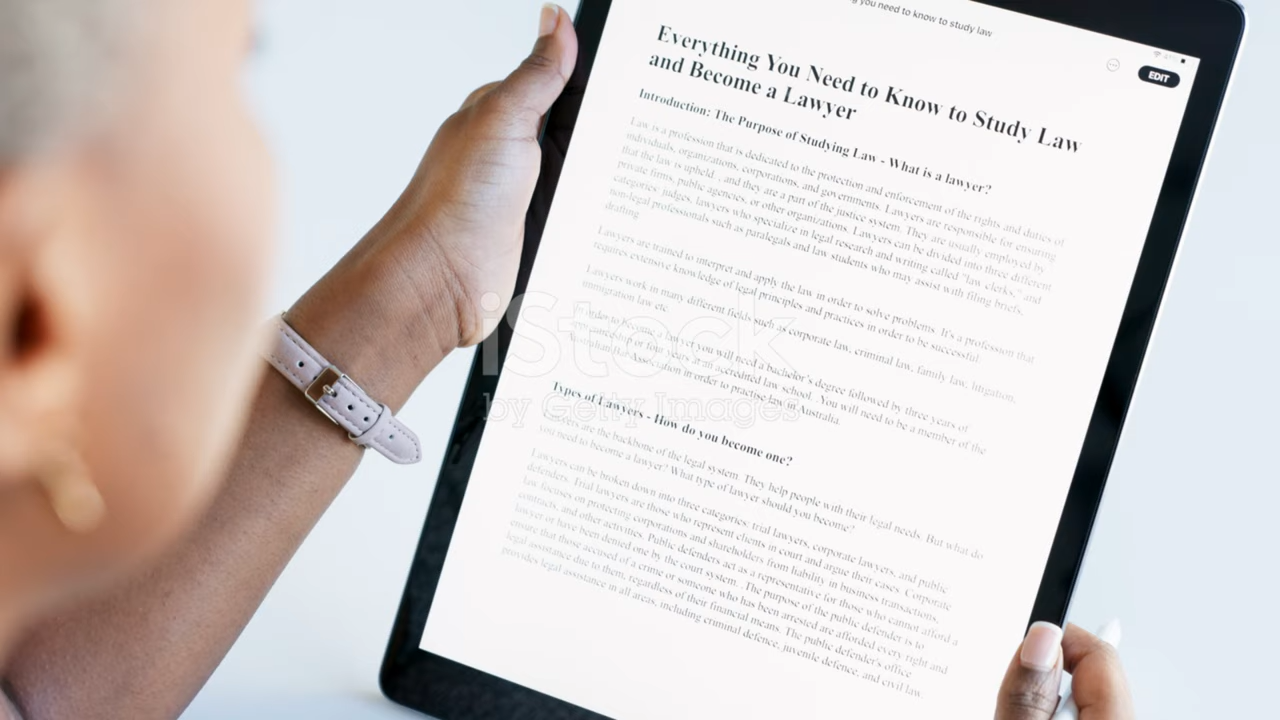 g you need to know to study law
EDIT
Everything You Need to Know to Study Law
and Become a Lawyer
Introduction: The Purpose of Studying Law - What is a lawyer?
Law is a profession that is dedicated to the protection and enforcement of the rights and duties of
individuals, organizations, corporations, and governments. Lawyers are responsible for ensuring
that the law is upheld , and they are a part of the justice system. They are usually employed by
private firms, public agencies, or other organizations. Lawyers can be divided into three different
categories: judges, lawyers who specialize in legal research and writing called "law clerks," and
non-legal professionals such as paralegals and law students who may assist with filing briefs,
drafting
Lawyers are trained to interpret and apply the law in order to solve problems. It's a profession that
requires extensive knowledge of legal principles and practices in order to be successful.
Lawyers work in many different fields such as corporate law, criminal law, family law, litigation,
immigration law etc
In order to become a lawyer you will need a bachelor's degree followed by three years of
or four years at an accredited law school. You will need to be a member of the
Australian Bar Association in order to practise law in Australia.
Types of Lawyers - How do you become one?
Lawyers are the backbone of the legal system. They help people with their legal needs. But what do
you need to become a lawyer? What type of lawyer should you become?
Lawyers can be broken down into three categories: trial lawyers, corporate lawyers, and public
defenders. Trial lawyers are those who represent clients in court and argue their cases. Corporate
law focuses on protecting corporations and shareholders from liability in business transactions,
contracts, and other activities. Public defenders act as a representative for those who cannot afford a
lawyer or have been denied one by the court system. . The purpose of the public defender is to
ensure that those accused of a crime or someone who has been arrested are afforded every right and
legal assistance due to them, regardless of their financial means. The public defender's office
provides legal assistance in all areas, including criminal defence, juvenile defence, and civil law.
iStock
by Getty Images